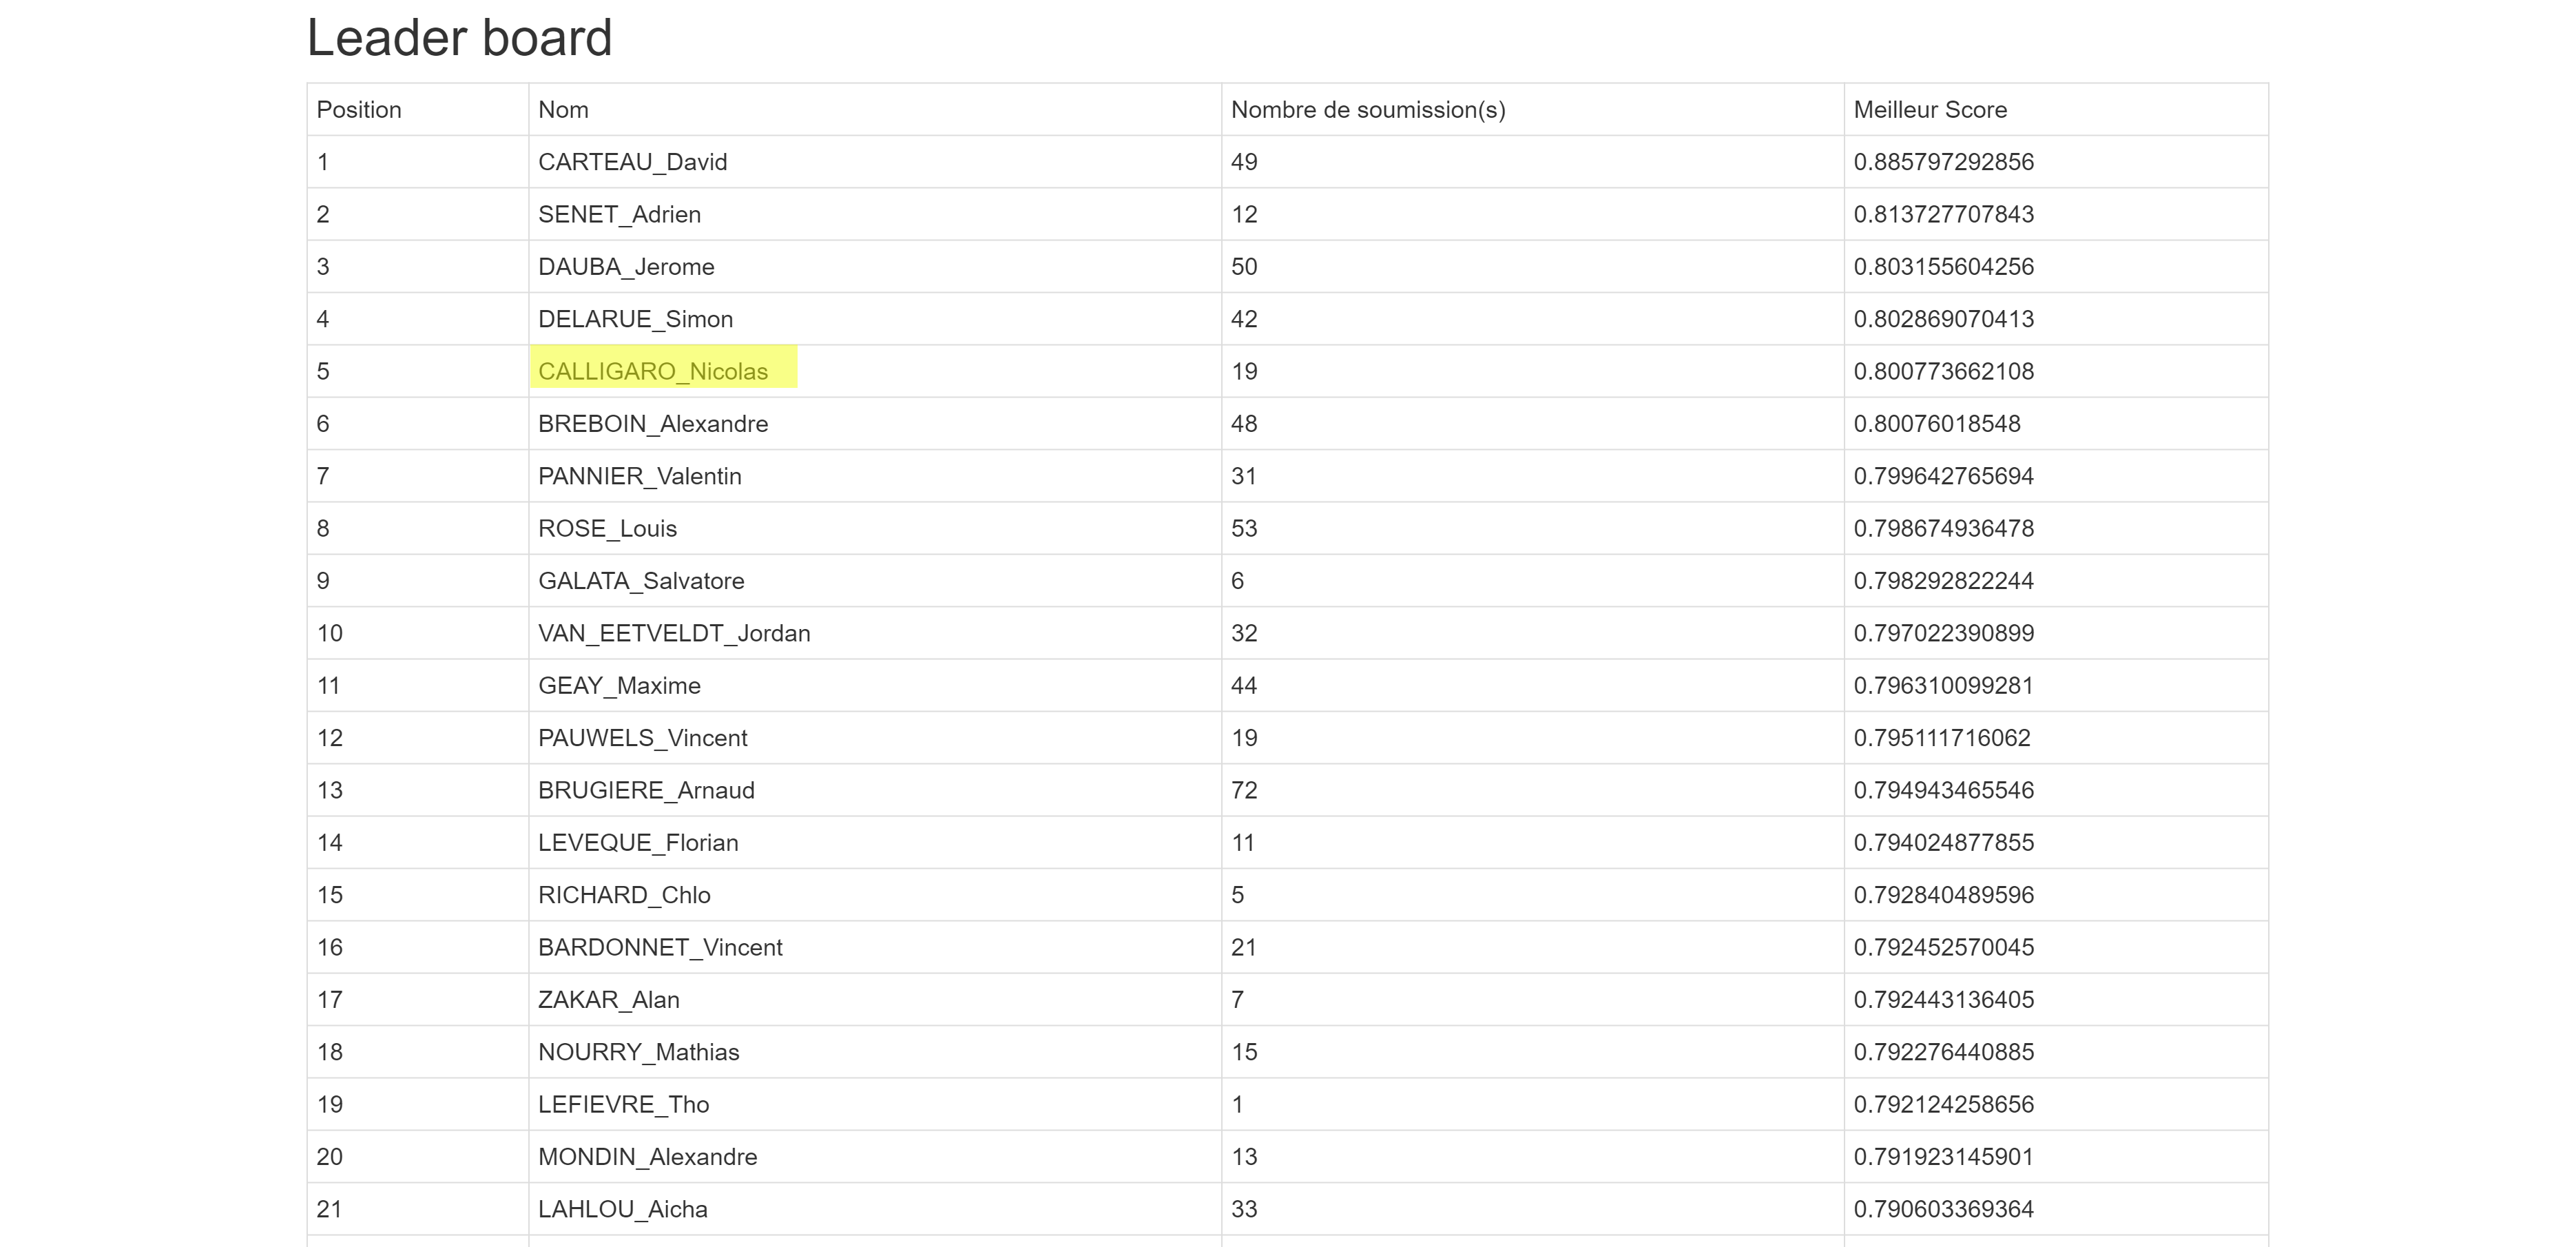 Leader board
Position Nom Nombre de soumission(s) Meilleur Score
1 CARTEAU_David 49 0.885797292856
2 SENET_Adrien 12 0.813727707843
3 DAUBA_Jerome 50 0.803155604256
4 DELARUE_Simon 42 0.802869070413
5 CALLIGARO_Nicolas 19 0.800773662108
6 BREBOIN_Alexandre 48 0.80076018548
7 PANNIER_Valentin 31 0.799642765694
8 ROSE_Louis 53 0.798674936478
9 GALATA_Salvatore 6 0.798292822244
10 VAN_EETVELDT_Jordan 32 0.797022390899
11 GEAY_Maxime 44 0.796310099281
12 PAUWELS_Vincent 19 0.795111716062
13 BRUGIERE_Arnaud 72 0.794943465546
14 LEVEQUE_Florian 11 0.794024877855
15 RICHARD_Chlo 5 0.792840489596
16 BARDONNET_Vincent 21 0.792452570045
17 ZAKAR_Alan 7 0.792443136405
18 NOURRY_Mathias 15 0.792276440885
19 LEFIEVRE_Tho 1 0.792124258656
20 MONDIN_Alexandre 13 0.791923145901
21 LAHLOU_Aicha 33 0.790603369364